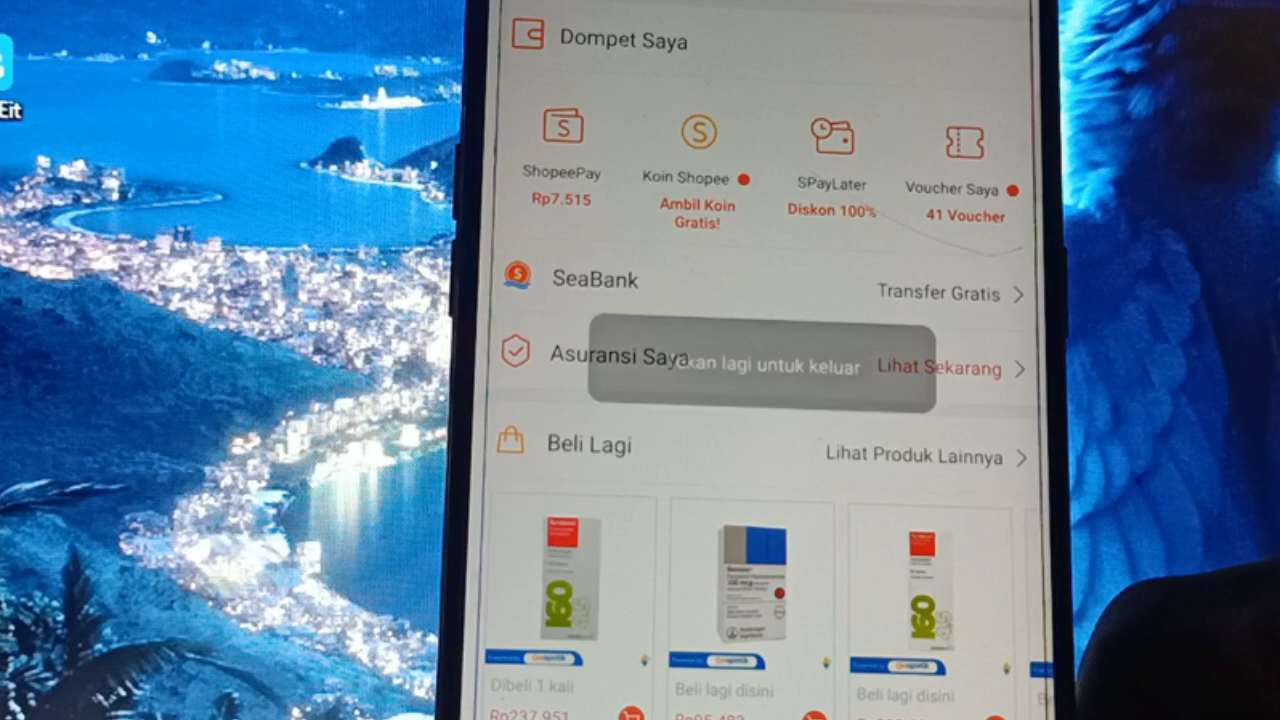 Eit
Dompet Saya
ShopeePay
Rp7.515
Koin Shopee
Ambil Koin
Gratis!
SPayLater
Diskon 100%
Voucher Saya
41 Voucher
SeaBank
Transfer Gratis
Asuransi Saya
kan lagi untuk keluar
Lihat Sekarang
Beli Lagi
Lihat Produk Lainnya
160
160
Dibeli 1 kali
Beli lagi disini
Beli lagi disini
Rp237.951